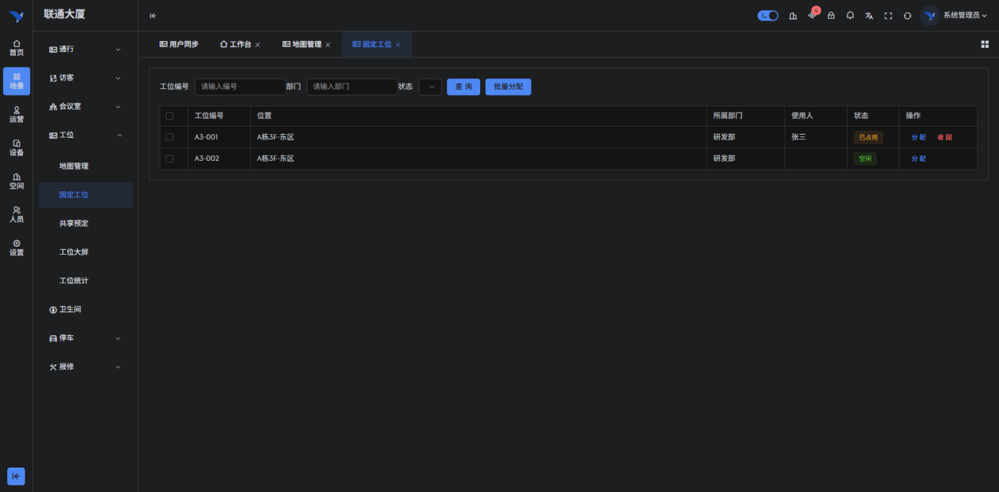 联通大厦
系统管理员
4
首页
场景
运营
设备
空间
人员
设置
通行
访客
会议室
工位
地图管理
固定工位
共享预定
工位大屏
工位统计
卫生间
停车
报修
用户同步 工作台 地图管理 固定工位
工位编号 请输入编号 部门 请输入部门 状态 查 询 批量分配
工位编号 位置 所属部门 使用人 状态 操作
A3-001 A栋3F-东区 研发部 张三 已占用 分 配 收 回
A3-002 A栋3F-东区 研发部 空闲 分 配